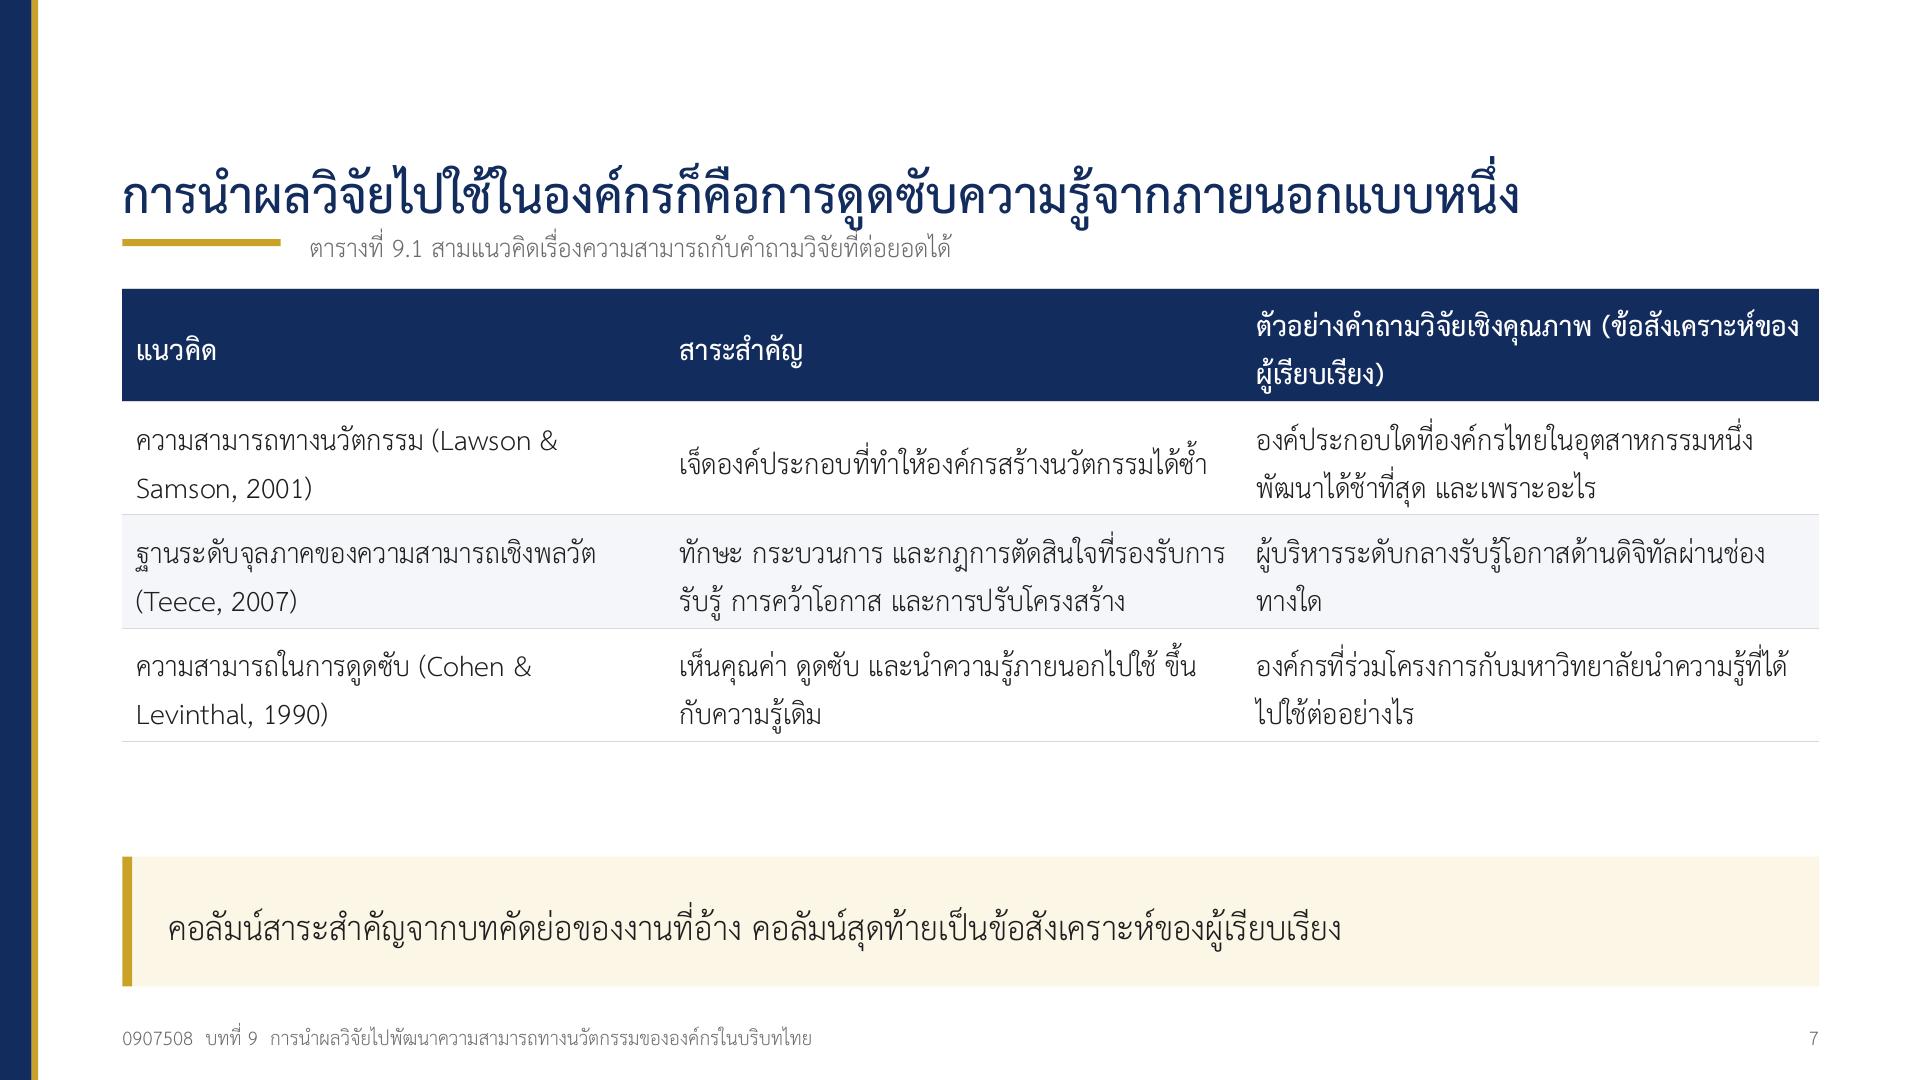 การนำผลวิจัยไปใช้ในองค์กรก็คือการดูดซับความรู้จากภายนอกแบบหนึ่ง
ตารางที่ 9.1 สามแนวคิดเรื่องความสามารถกับคำถามวิจัยที่ต่อยอดได้
แนวคิด
สาระสำคัญ
ตัวอย่างคำถามวิจัยเชิงคุณภาพ (ข้อสังเคราะห์ของ
ผู้เรียบเรียง)
ความสามารถทางนวัตกรรม (Lawson &
Samson, 2001)
เจ็ดองค์ประกอบที่ทำให้องค์กรสร้างนวัตกรรมได้ซ้ำ
องค์ประกอบใดที่องค์กรไทยในอุตสาหกรรมหนึ่ง
พัฒนาได้ช้าที่สุด และเพราะอะไร
ฐานระดับจุลภาคของความสามารถเชิงพลวัต
(Teece, 2007)
ทักษะ กระบวนการ และกฎการตัดสินใจที่รองรับการ
รับรู้ การคว้าโอกาส และการปรับโครงสร้าง
ผู้บริหารระดับกลางรับรู้โอกาสด้านดิจิทัลผ่านช่อง
ทางใด
ความสามารถในการดูดซับ (Cohen &
Levinthal, 1990)
เห็นคุณค่า ดูดซับ และนำความรู้ภายนอกไปใช้ ขึ้น
กับความรู้เดิม
องค์กรที่ร่วมโครงการกับมหาวิทยาลัยนำความรู้ที่ได้
ไปใช้ต่ออย่างไร
คอลัมน์สาระสำคัญจากบทคัดย่อของงานที่อ้าง คอลัมน์สุดท้ายเป็นข้อสังเคราะห์ของผู้เรียบเรียง
0907508 บทที่ 9 การนำผลวิจัยไปพัฒนาความสามารถทางนวัตกรรมขององค์กรในบริบทไทย
7